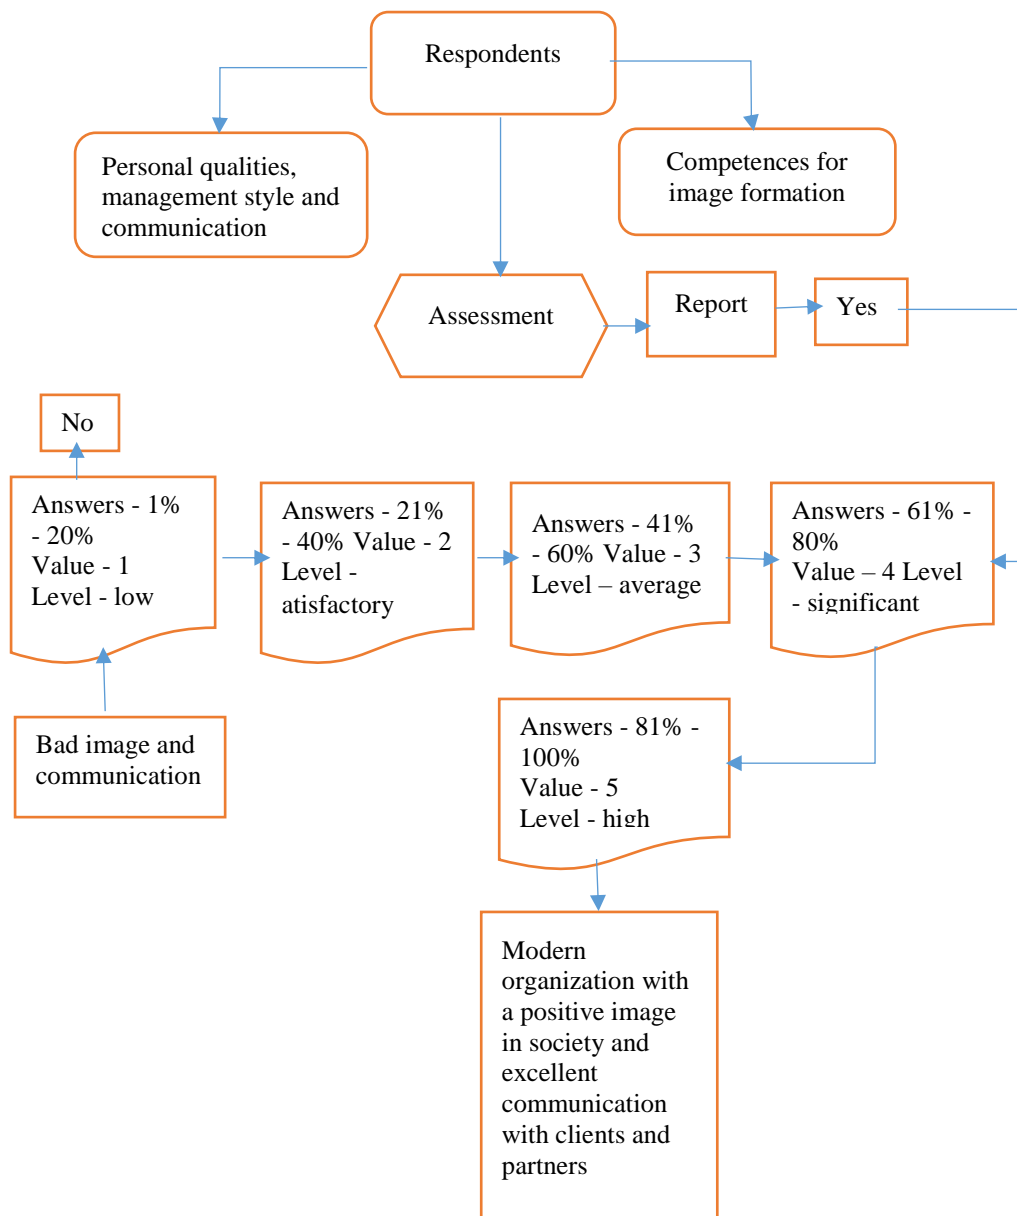 Respondents
Personal qualities,
management style and
communication
Competences for
image formation
Assessment
Report
Yes
No
Answers - 1%
- 20%
Value - 1
Level - low
Answers - 21%
- 40% Value - 2
Level -
atisfactory
Answers - 41%
- 60% Value - 3
Level – average
Answers - 61% -
80%
Value – 4 Level
- significant
Bad image and
communication
Answers - 81% -
100%
Value - 5
Level - high
Modern
organization with
a positive image
in society and
excellent
communication
with clients and
partners